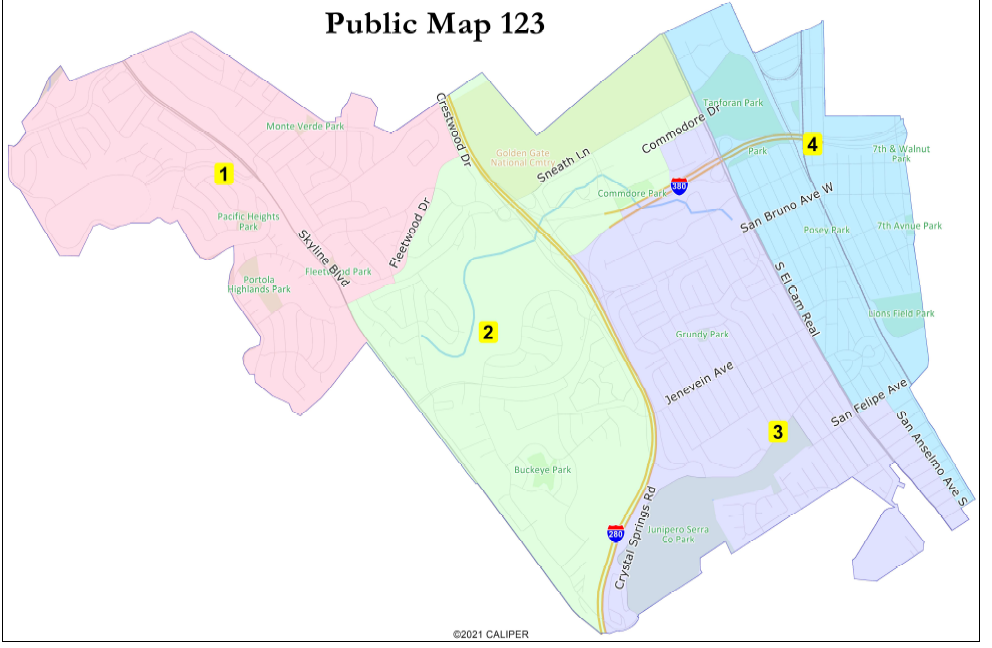 Public Map 123
Crestwood Dr
Tanforan Park
Commodore Dr
Monte Verde Park
4
Park
7th & Walnut
Park
Golden Gate
National Cmtry
Sneath Ln
1
380
Commdore Park
San Bruno Ave W
Pacific Heights
Park
Fleetwood Dr
Skyline Blvd
Posey Park
7th Avnue Park
Fleetwood Park
Portola
Highlands Park
S El Cam Real
Lions Field Park
2
Grundy Park
Jenevein Ave
San Felipe Ave
3
San Anselmo Ave S
Buckeye Park
280
Crystal Springs Rd
Junipero Serra
Co Park
©2021 CALIPER